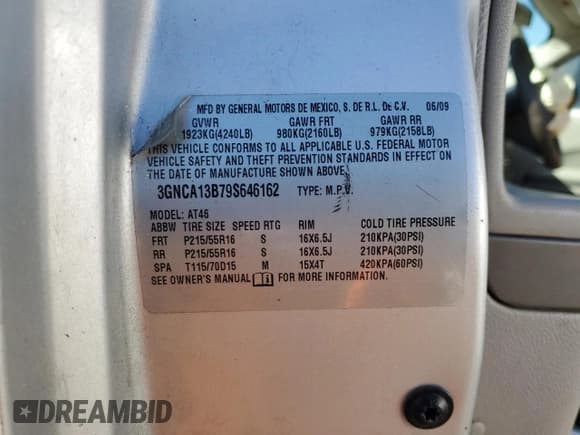 MFD BY GENERAL MOTORS DE MEXICO, S. DE R.L. DE C.V. 06/09
GVWR GAWR FRT GAWR RR
1923KG(4240LB) 980KG(2160LB) 979KG(2158LB)
THIS VEHICLE CONFORMS TO ALL APPLICABLE U.S. FEDERAL MOTOR
VEHICLE SAFETY AND THEFT PREVENTION STANDARDS IN EFFECT ON
THE DATE OF MANUFACTURE SHOWN ABOVE.
3GNCA13B79S646162 TYPE: M.P.V.
MODEL: AT46
ABBW TIRE SIZE SPEED RTG RIM COLD TIRE PRESSURE
FRT P215/55R16 S 16X6.5J 210KPA(30PSI)
RR P215/55R16 S 16X6.5J 210KPA(30PSI)
SPA T115/70D15 M 15X4T 420KPA(60PSI)
SEE OWNER'S MANUAL FOR MORE INFORMATION
DREAMBID